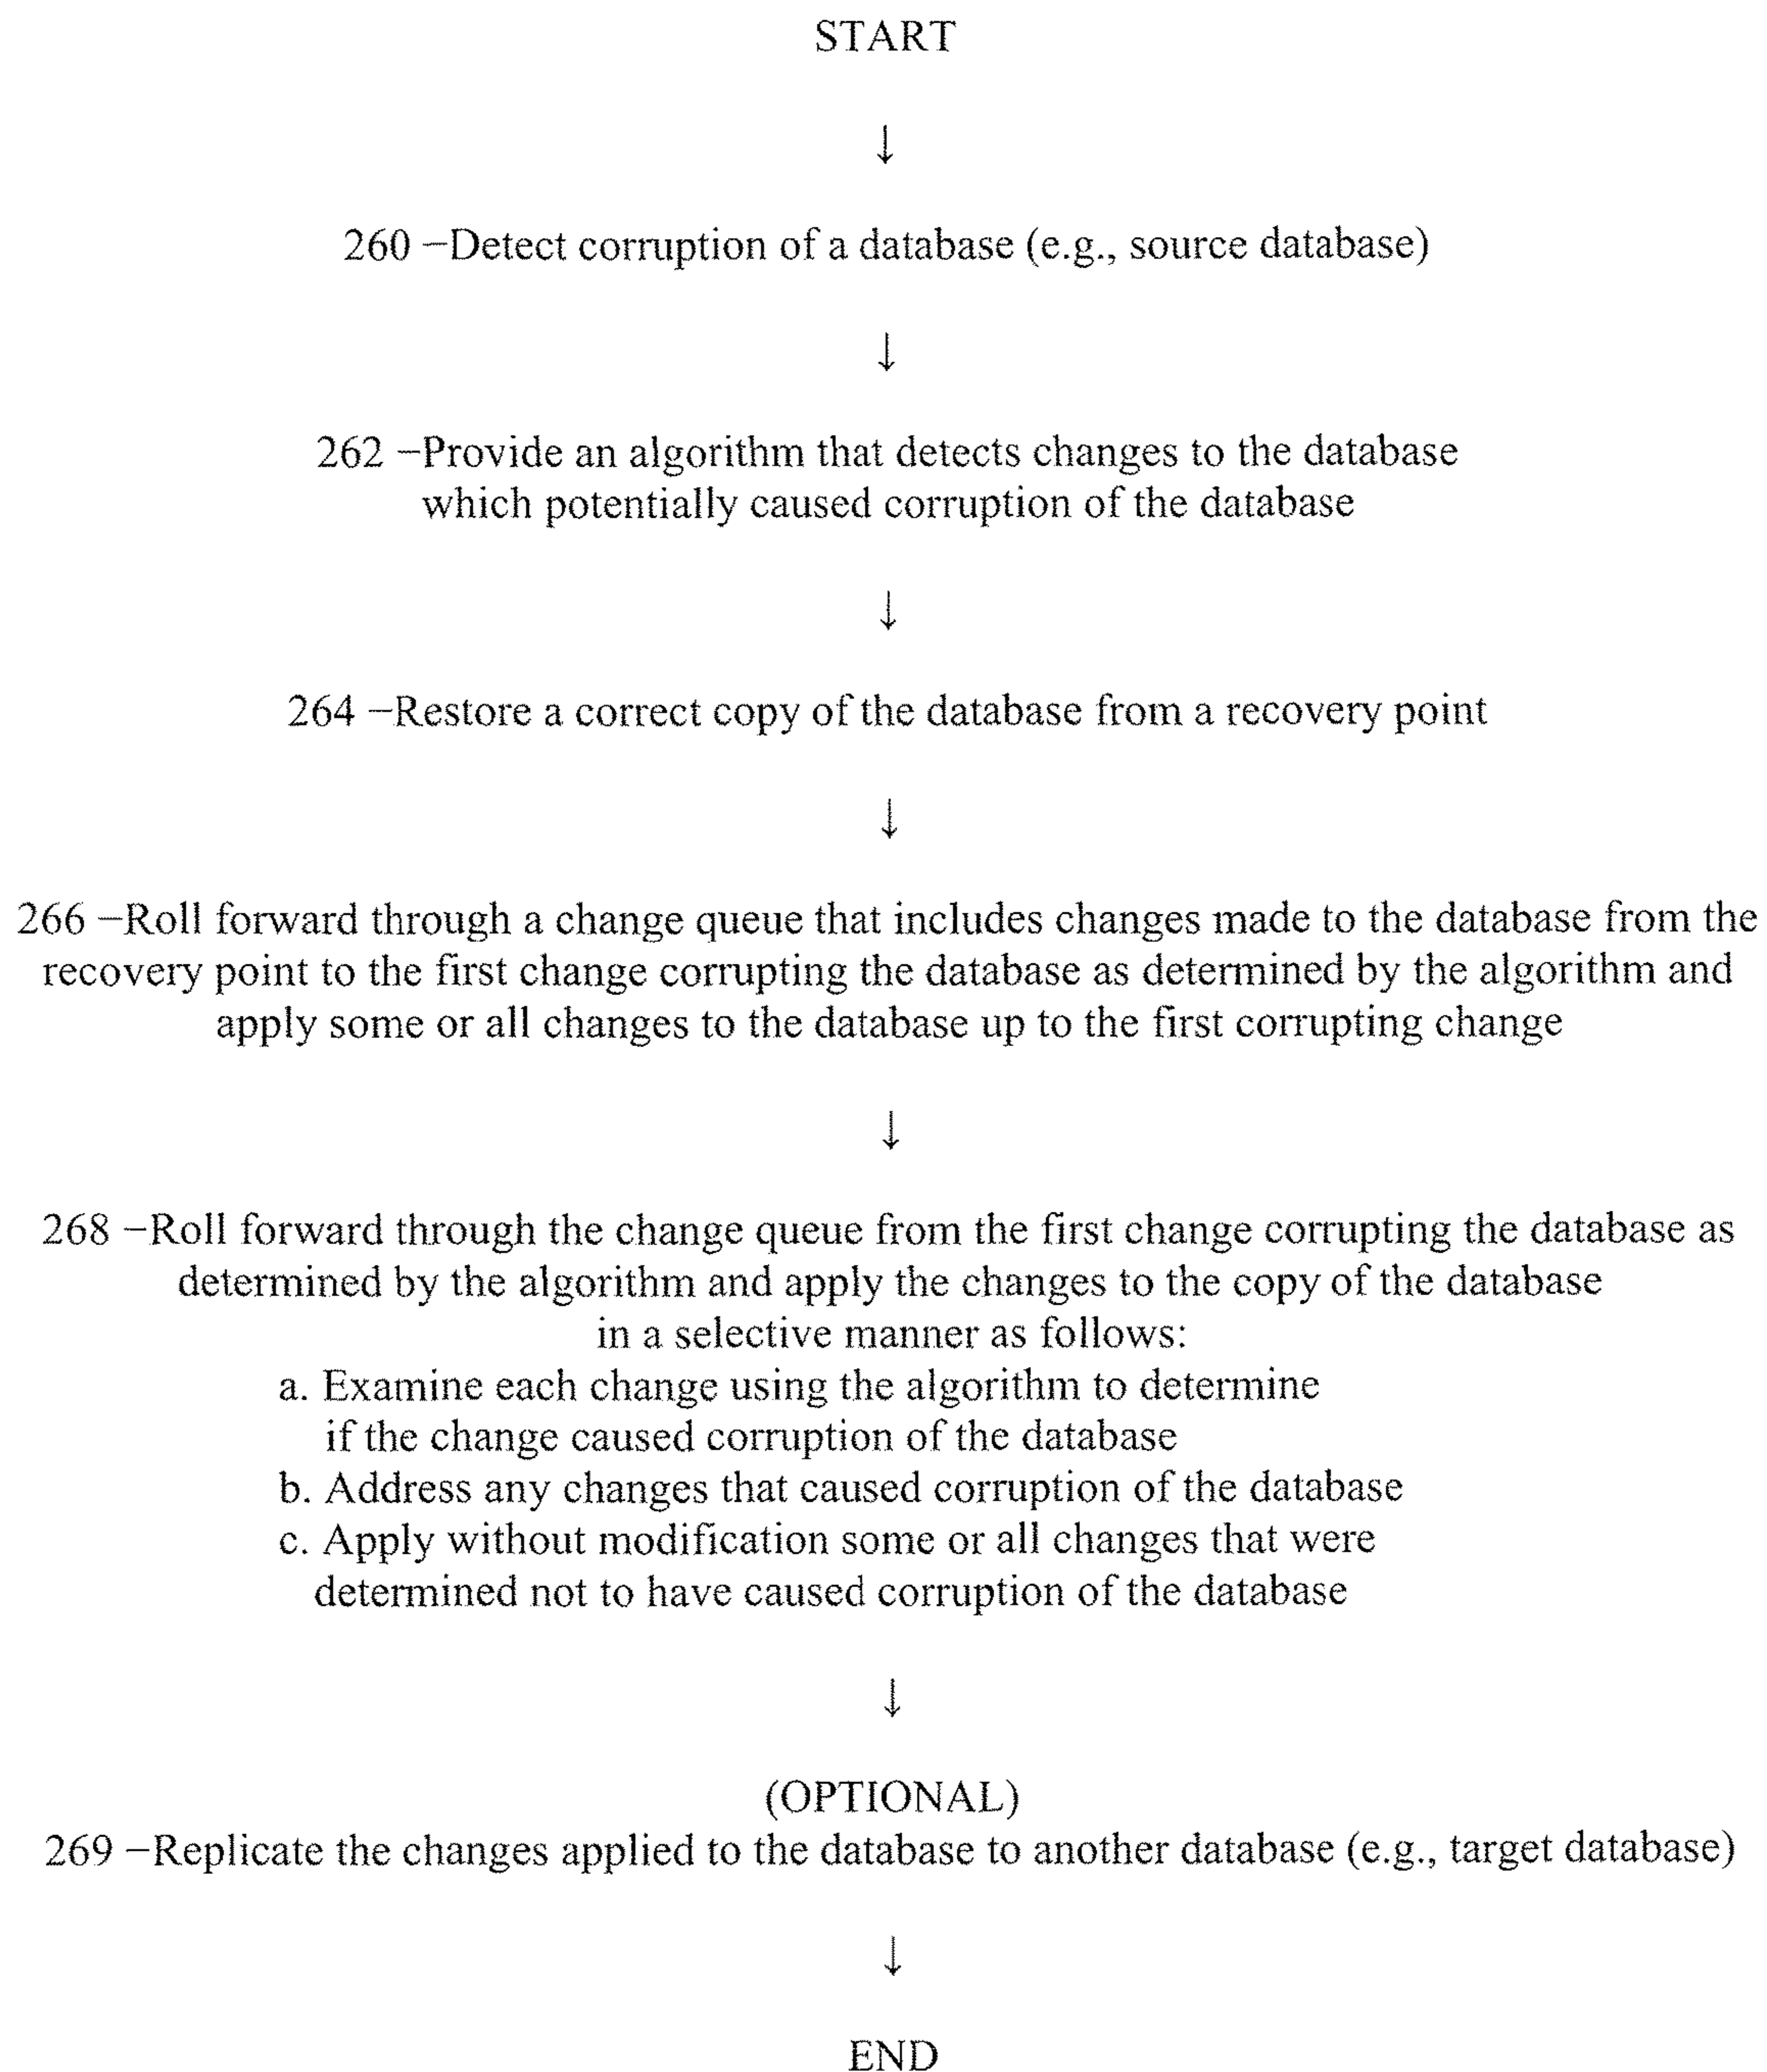 START
↓
260 –Detect corruption of a database (e.g., source database)
↓
262 –Provide an algorithm that detects changes to the database
which potentially caused corruption of the database
↓
264 –Restore a correct copy of the database from a recovery point
↓
266 –Roll forward through a change queue that includes changes made to the database from the
recovery point to the first change corrupting the database as determined by the algorithm and
apply some or all changes to the database up to the first corrupting change
↓
268 –Roll forward through the change queue from the first change corrupting the database as
determined by the algorithm and apply the changes to the copy of the database
in a selective manner as follows:
a. Examine each change using the algorithm to determine
if the change caused corruption of the database
b. Address any changes that caused corruption of the database
c. Apply without modification some or all changes that were
determined not to have caused corruption of the database
↓
(OPTIONAL)
269 –Replicate the changes applied to the database to another database (e.g., target database)
↓
END